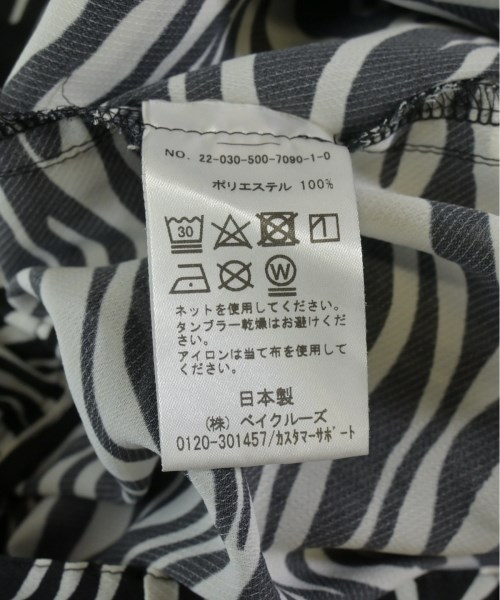 NO. 22-030-500-7090-1-0
ポリエステル 100%
30
W
ネットを使用してください。
タンブラー乾燥はお避けくだ
さい。
アイロンは当て布を使用して
ください。
日本製
(株) ベイクルーズ
0120-301457/カスタマーサポート